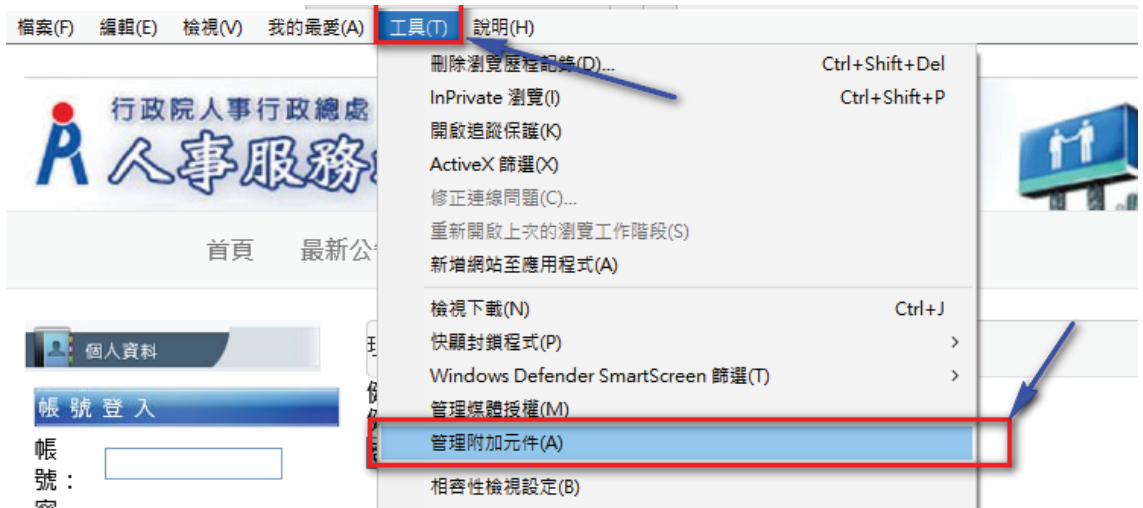 檔案(F) 編輯(E) 檢視(V) 我的最愛(A) 工具(T) 說明(H)
刪除瀏覽歷程記錄(D)... Ctrl+Shift+Del
InPrivate 瀏覽(I) Ctrl+Shift+P
開啟追蹤保護(K)
ActiveX 篩選(X)
修正連線問題(C)...
重新開啟上次的瀏覽工作階段(S)
新增網站至應用程式(A)
檢視下載(N) Ctrl+J
快顯封鎖程式(P)
Windows Defender SmartScreen 篩選(T)
管理媒體授權(M)
管理附加元件(A)
相容性檢視設定(B)
行政院人事行政總處
人事服務
首頁 最新公
個人資料
帳號登入
帳
號：